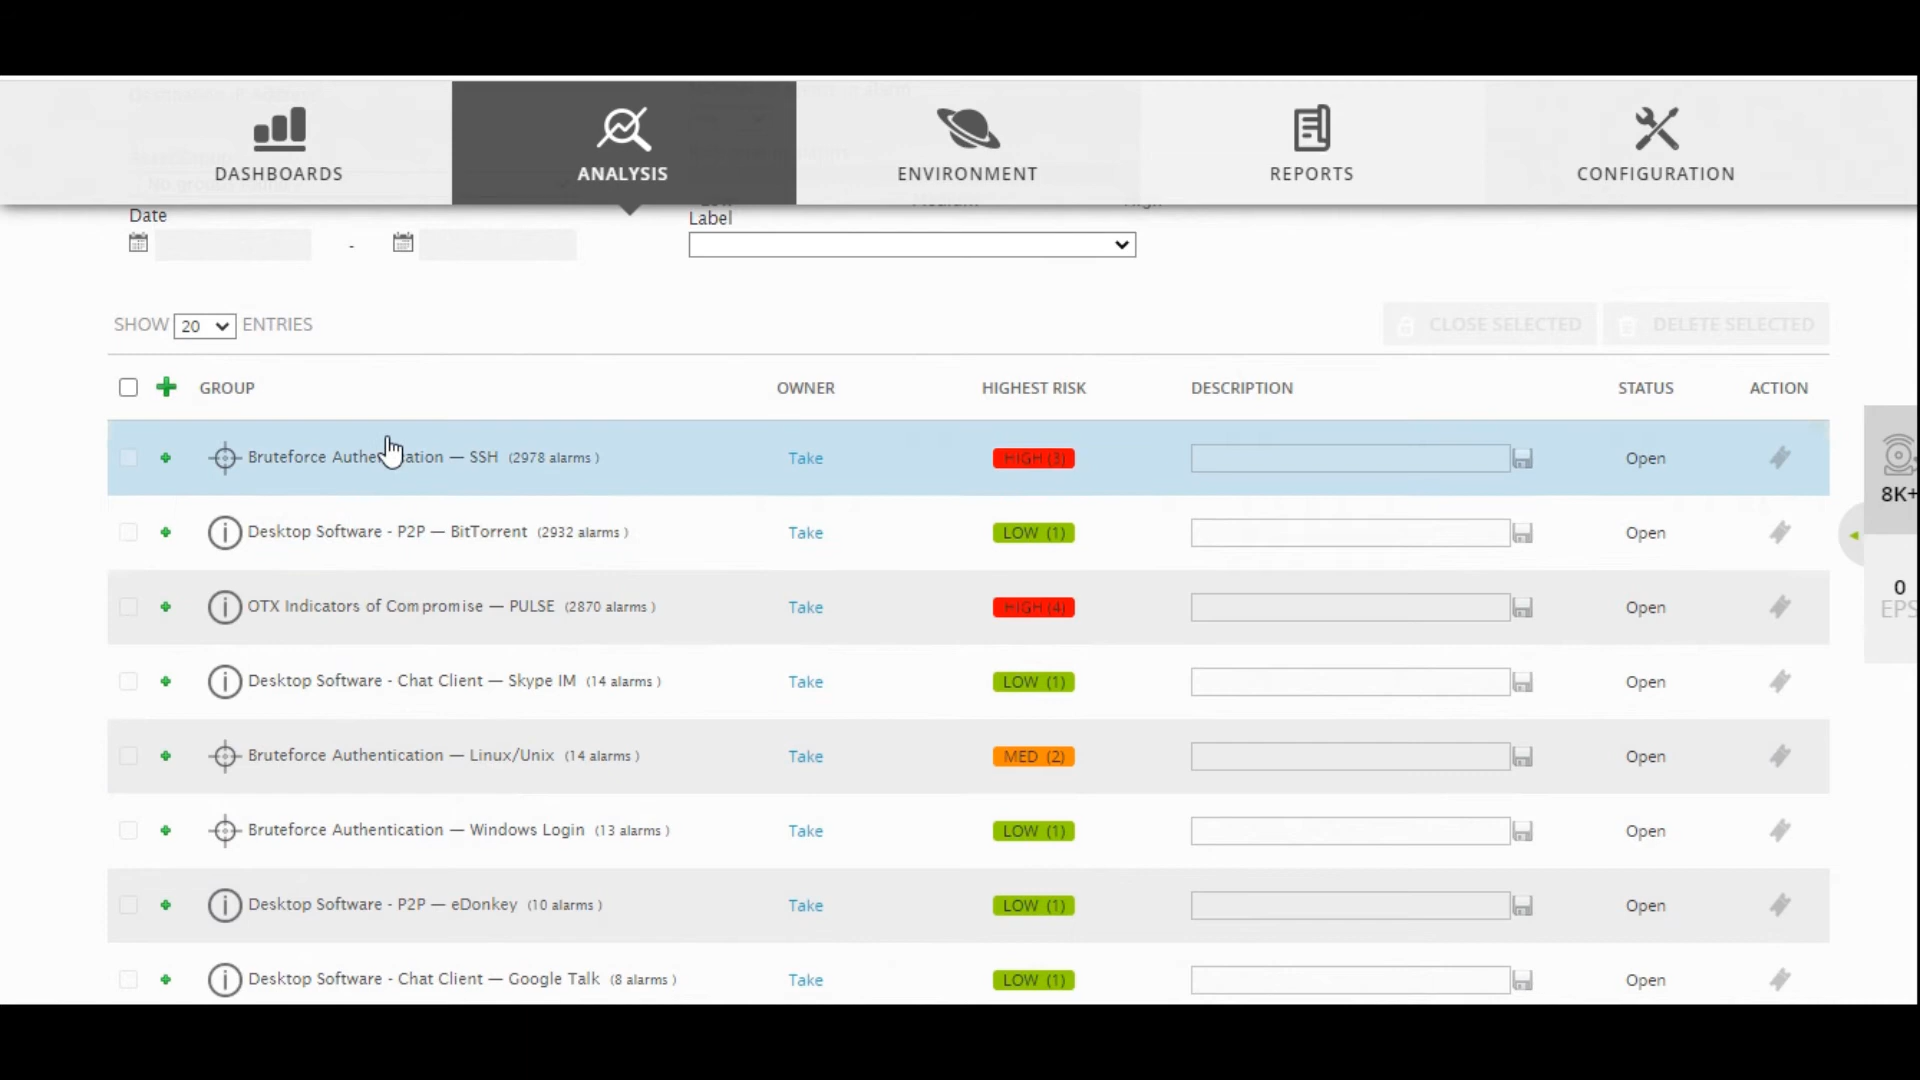 DASHBOARDS
ANALYSIS
ENVIRONMENT
REPORTS
CONFIGURATION
Date
Label
-
SHOW 20 ENTRIES
CLOSE SELECTED
DELETE SELECTED
GROUP OWNER HIGHEST RISK DESCRIPTION STATUS ACTION
Bruteforce Authe ation — SSH (2978 alarms ) Take HIGH (3) Open
Desktop Software - P2P — BitTorrent (2932 alarms ) Take LOW (1) Open
OTX Indicators of Compromise — PULSE (2870 alarms ) Take HIGH (4) Open
Desktop Software - Chat Client — Skype IM (14 alarms ) Take LOW (1) Open
Bruteforce Authentication — Linux/Unix (14 alarms ) Take MED (2) Open
Bruteforce Authentication — Windows Login (13 alarms ) Take LOW (1) Open
Desktop Software - P2P — eDonkey (10 alarms ) Take LOW (1) Open
Desktop Software - Chat Client — Google Talk (8 alarms ) Take LOW (1) Open
8K+
0
EPS